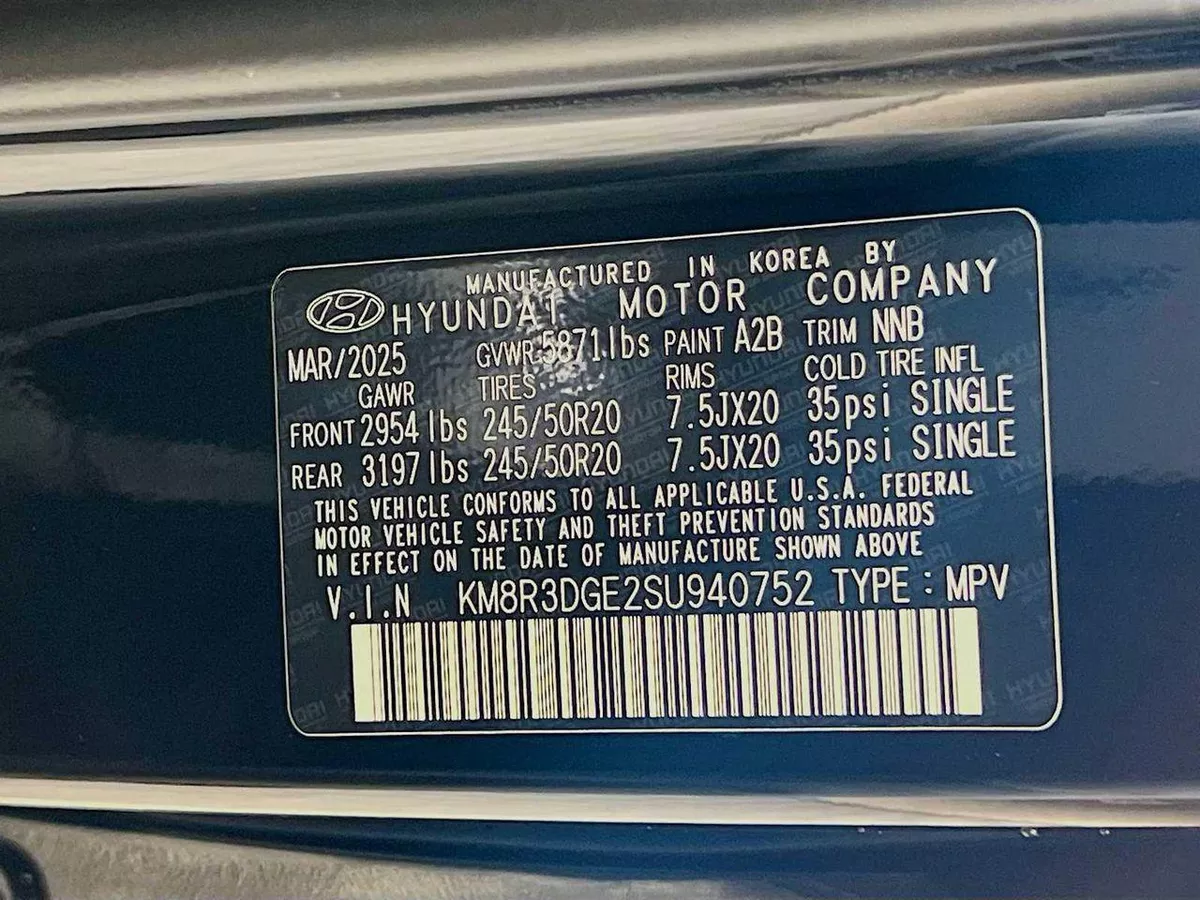 MANUFACTURED IN KOREA BY
HYUNDAI MOTOR COMPANY
MAR/2025 GVWR 5871lbs PAINT A2B TRIM NNB
GAWR TIRES RIMS COLD TIRE INFL
FRONT 2954 lbs 245/50R20 7.5JX20 35psi SINGLE
REAR 3197 lbs 245/50R20 7.5JX20 35psi SINGLE
THIS VEHICLE CONFORMS TO ALL APPLICABLE U.S.A. FEDERAL
MOTOR VEHICLE SAFETY AND THEFT PREVENTION STANDARDS
IN EFFECT ON THE DATE OF MANUFACTURE SHOWN ABOVE
V.I.N KM8R3DGE2SU940752 TYPE : MPV